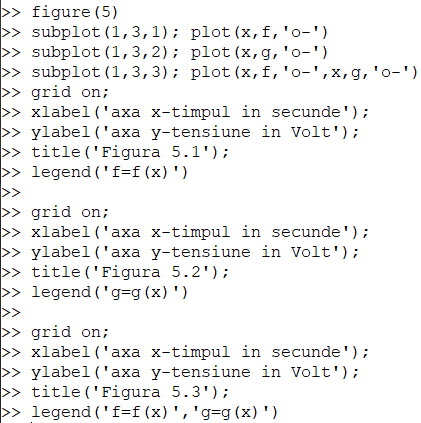 >> figure(5)
>> subplot(1,3,1); plot(x,f,'o-')
>> subplot(1,3,2); plot(x,g,'o-')
>> subplot(1,3,3); plot(x,f,'o-',x,g,'o-')
>> grid on;
>> xlabel('axa x-timpul in secunde');
>> ylabel('axa y-tensiune in Volt');
>> title('Figura 5.1');
>> legend('f=f(x)')
>>
>> grid on;
>> xlabel('axa x-timpul in secunde');
>> ylabel('axa y-tensiune in Volt');
>> title('Figura 5.2');
>> legend('g=g(x)')
>>
>> grid on;
>> xlabel('axa x-timpul in secunde');
>> ylabel('axa y-tensiune in Volt');
>> title('Figura 5.3');
>> legend('f=f(x)','g=g(x)')